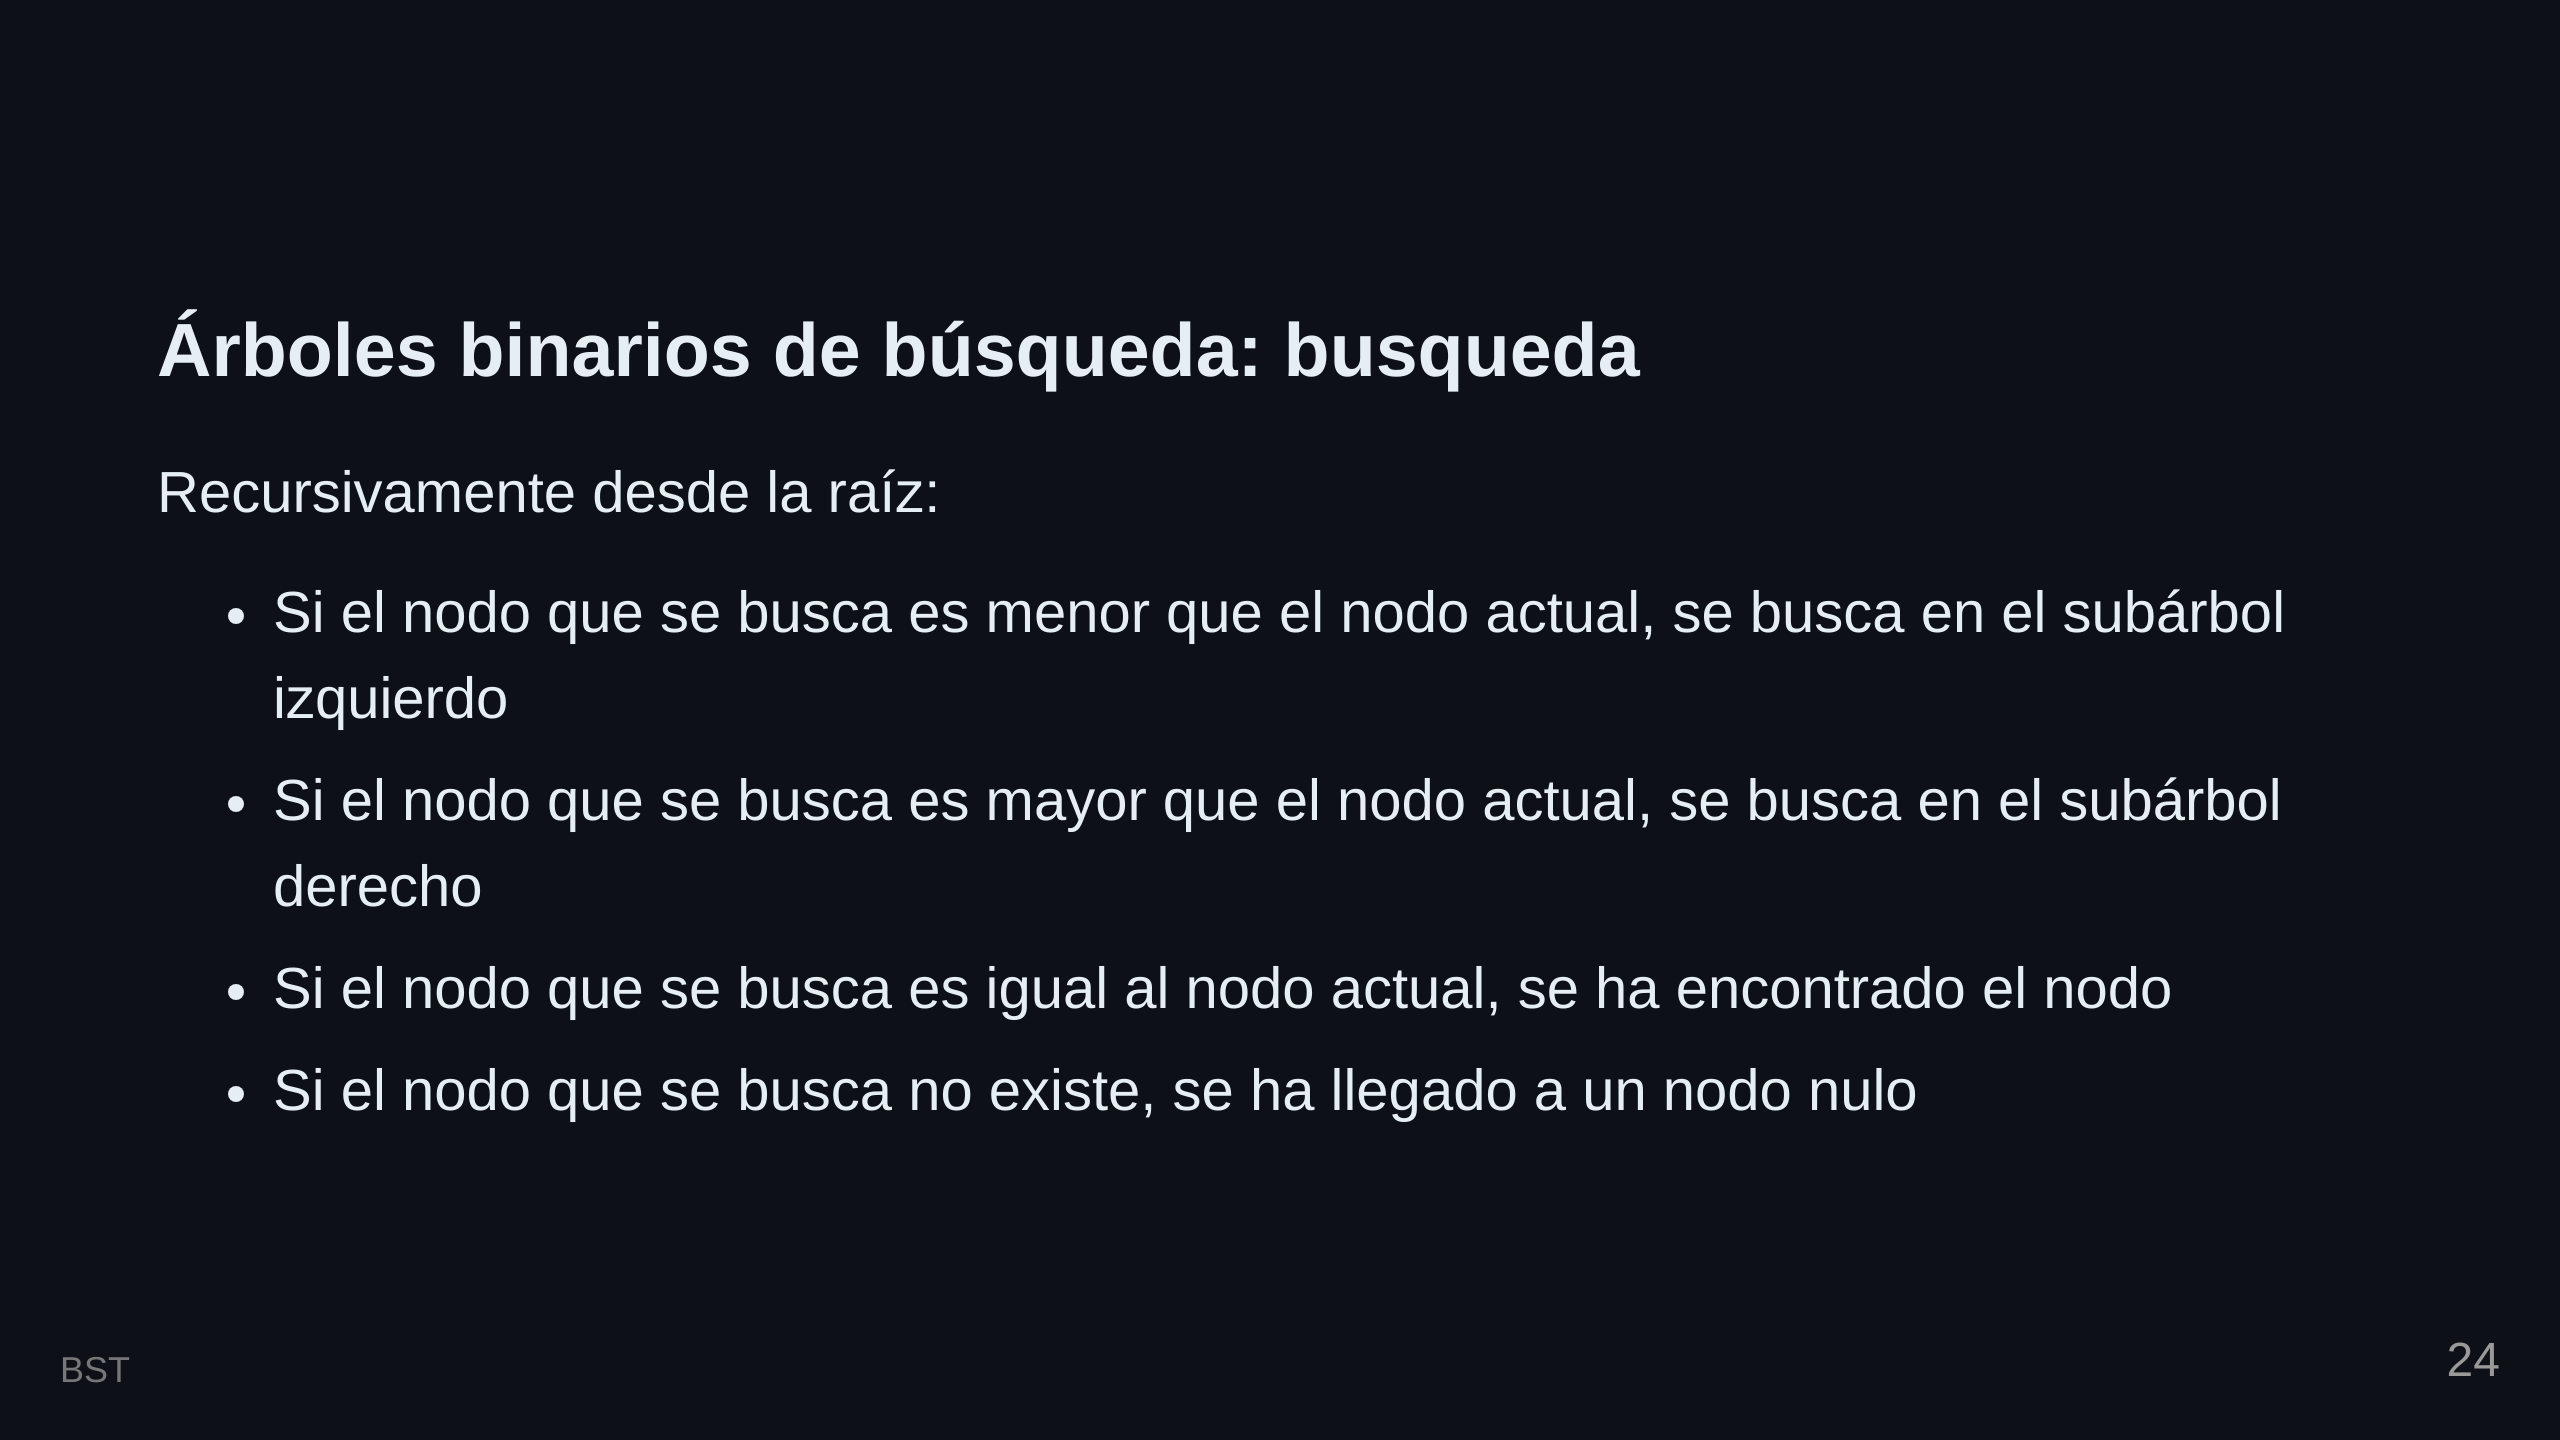 Árboles binarios de búsqueda: busqueda
Recursivamente desde la raíz:
• Si el nodo que se busca es menor que el nodo actual, se busca en el subárbol
izquierdo
• Si el nodo que se busca es mayor que el nodo actual, se busca en el subárbol
derecho
• Si el nodo que se busca es igual al nodo actual, se ha encontrado el nodo
• Si el nodo que se busca no existe, se ha llegado a un nodo nulo
BST
24